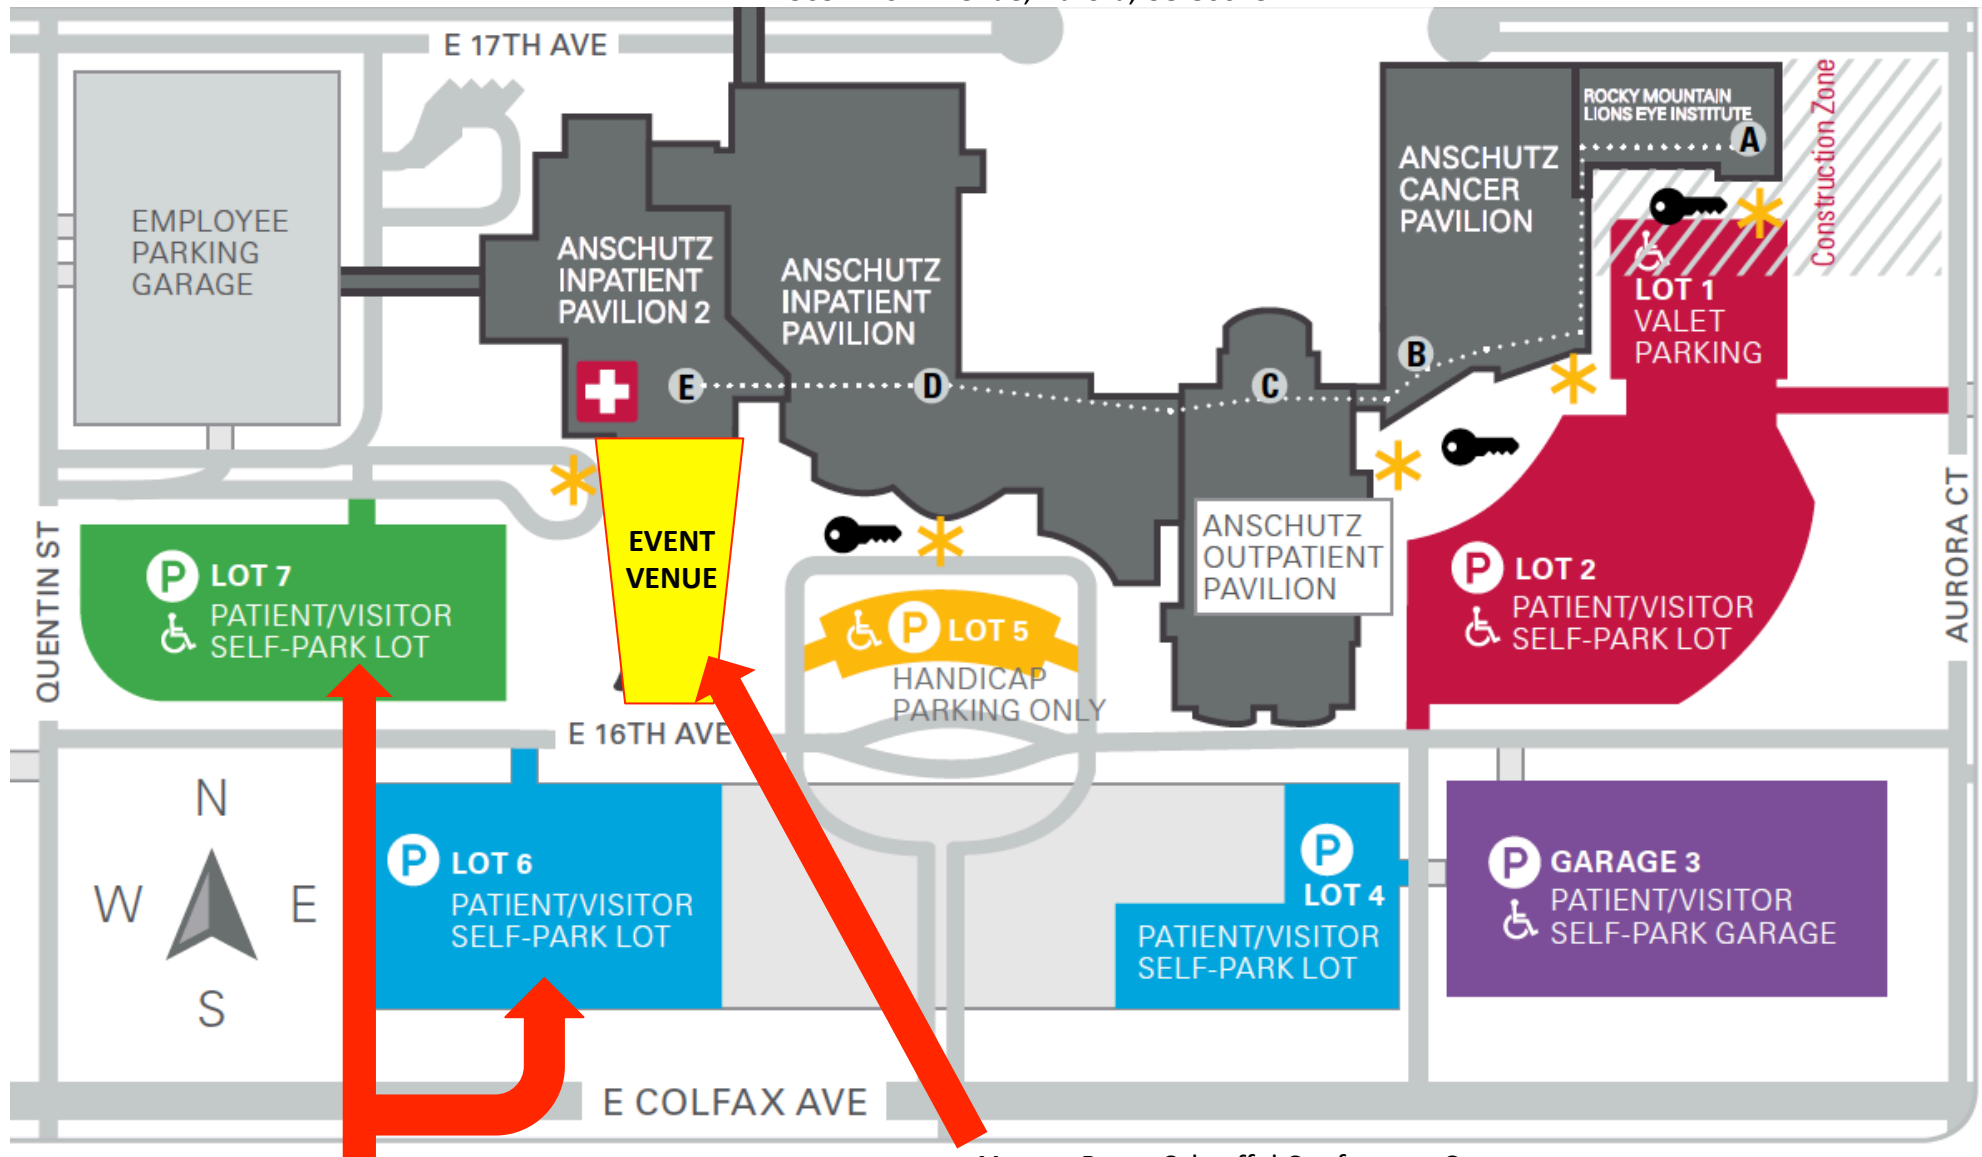 E 17TH AVE
ROCKY MOUNTAIN
LIONS EYE INSTITUTE
A
Construction Zone
ANSCHUTZ
CANCER
PAVILION
EMPLOYEE
PARKING
GARAGE
ANSCHUTZ
INPATIENT
PAVILION 2
ANSCHUTZ
INPATIENT
PAVILION
LOT 1
VALET
PARKING
E
D
C
B
QUENTIN ST
AURORA CT
P LOT 7
PATIENT/VISITOR
SELF-PARK LOT
EVENT
VENUE
P LOT 5
HANDICAP
PARKING ONLY
ANSCHUTZ
OUTPATIENT
PAVILION
P LOT 2
PATIENT/VISITOR
SELF-PARK LOT
E 16TH AVE
N
W
E
S
P LOT 6
PATIENT/VISITOR
SELF-PARK LOT
P
LOT 4
PATIENT/VISITOR
SELF-PARK LOT
P GARAGE 3
PATIENT/VISITOR
SELF-PARK GARAGE
E COLFAX AVE